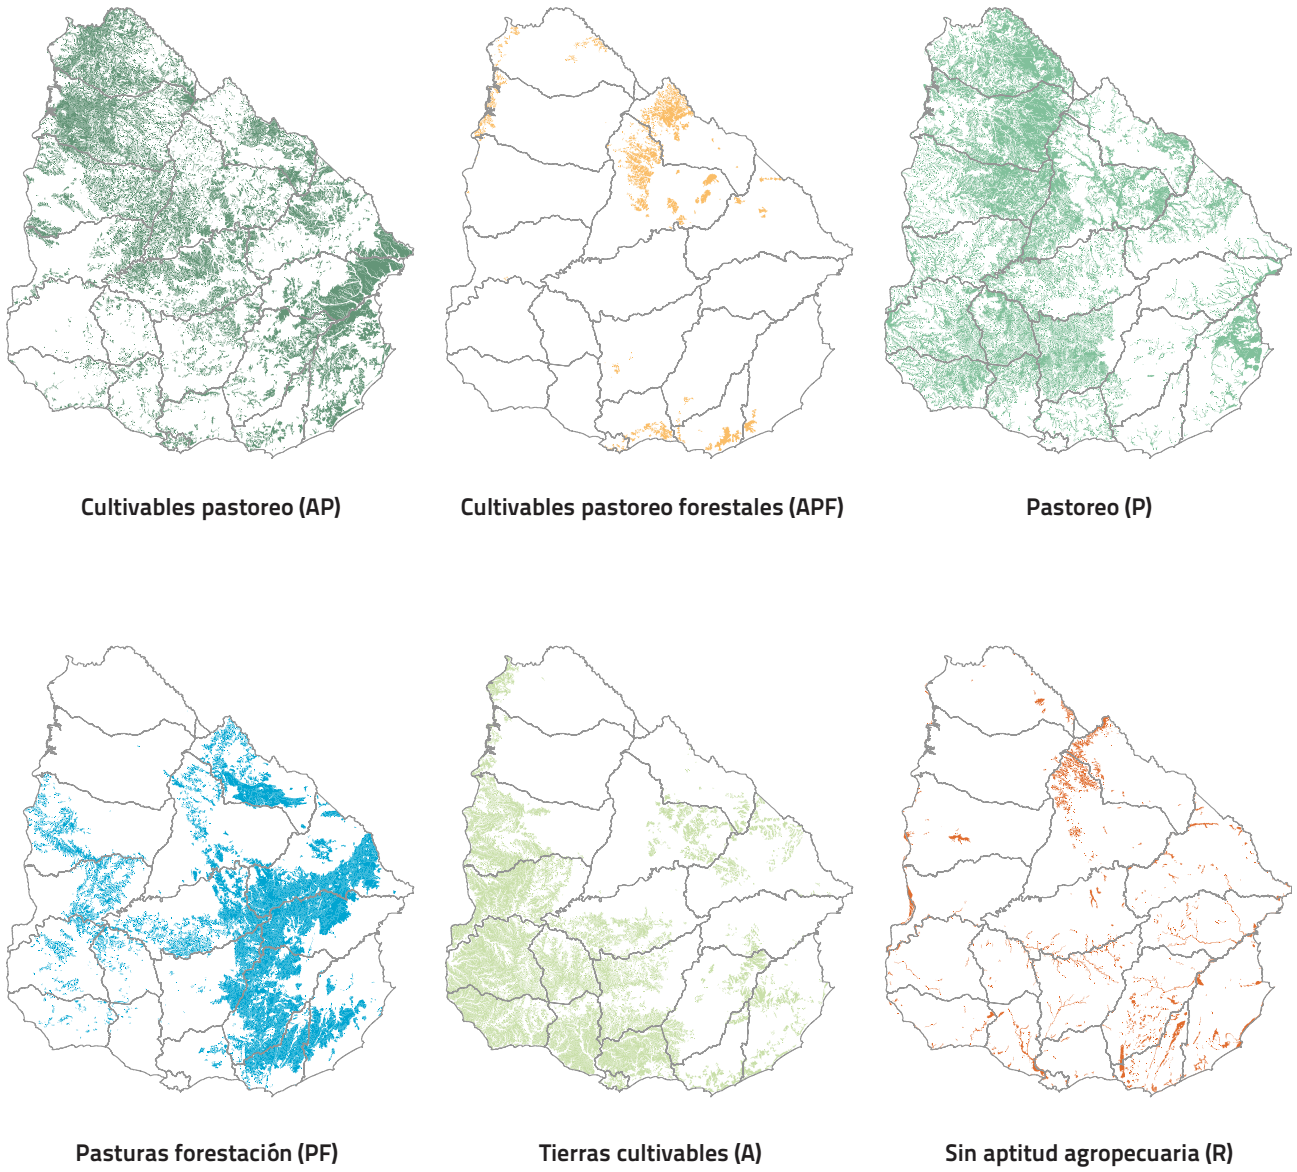 Cultivables pastoreo (AP)
Cultivables pastoreo forestales (APF)
Pastoreo (P)
Pasturas forestación (PF)
Tierras cultivables (A)
Sin aptitud agropecuaria (R)